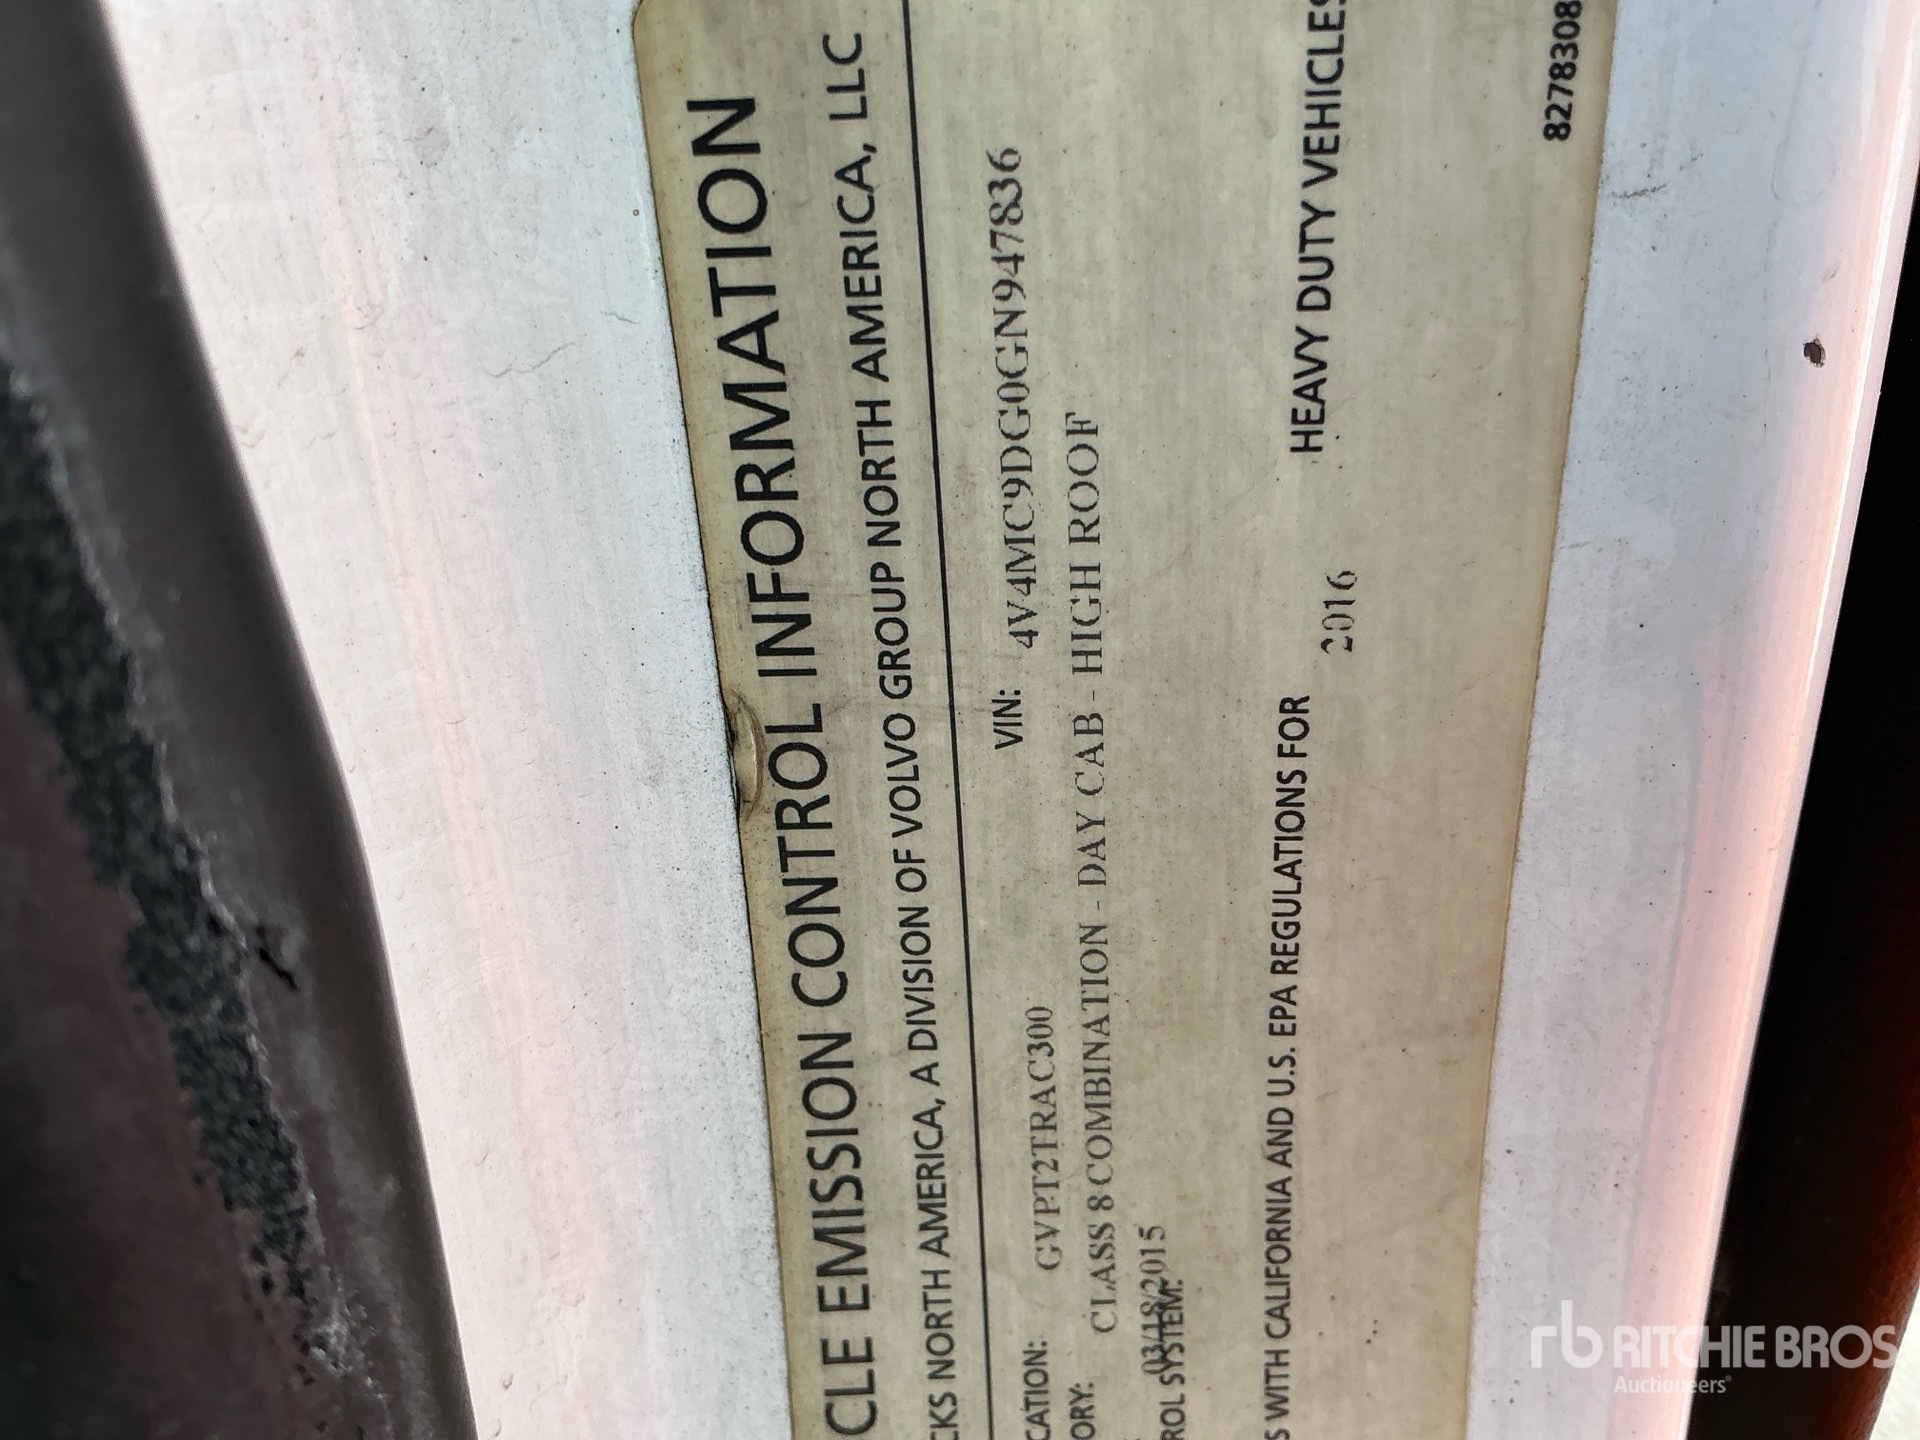 CLE EMISSION CONTROL INFORMATION
CKS NORTH AMERICA, A DIVISION OF VOLVO GROUP NORTH AMERICA, LLC
CATION: GVPT2TRAC300 VIN: 4V4MC9DG0GN947836
ORY: CLASS 8 COMBINATION - DAY CAB - HIGH ROOF
03/18/2015
ROL SYSTEM:
S WITH CALIFORNIA AND U.S. EPA REGULATIONS FOR 2016 HEAVY DUTY VEHICLES
8278308
rb RITCHIE BROS
Auctioneers